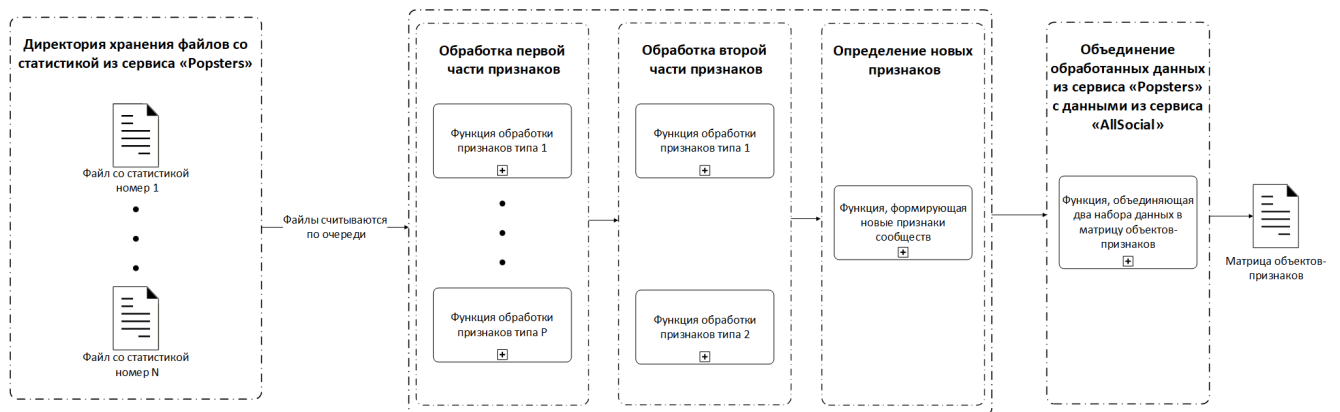 Директория хранения файлов со
статистикой из сервиса «Popsters»
Файл со статистикой
номер 1
Файл со статистикой
номер N
Файлы считываются
по очереди
Обработка первой
части признаков
Функция обработки
признаков типа 1
Функция обработки
признаков типа P
Обработка второй
части признаков
Функция обработки
признаков типа 1
Функция обработки
признаков типа 2
Определение новых
признаков
Функция, формирующая
новые признаки
сообществ
Объединение
обработанных данных
из сервиса «Popsters»
с данными из сервиса
«AllSocial»
Функция, объединяющая
два набора данных в
матрицу объектов-
признаков
Матрица объектов-
признаков